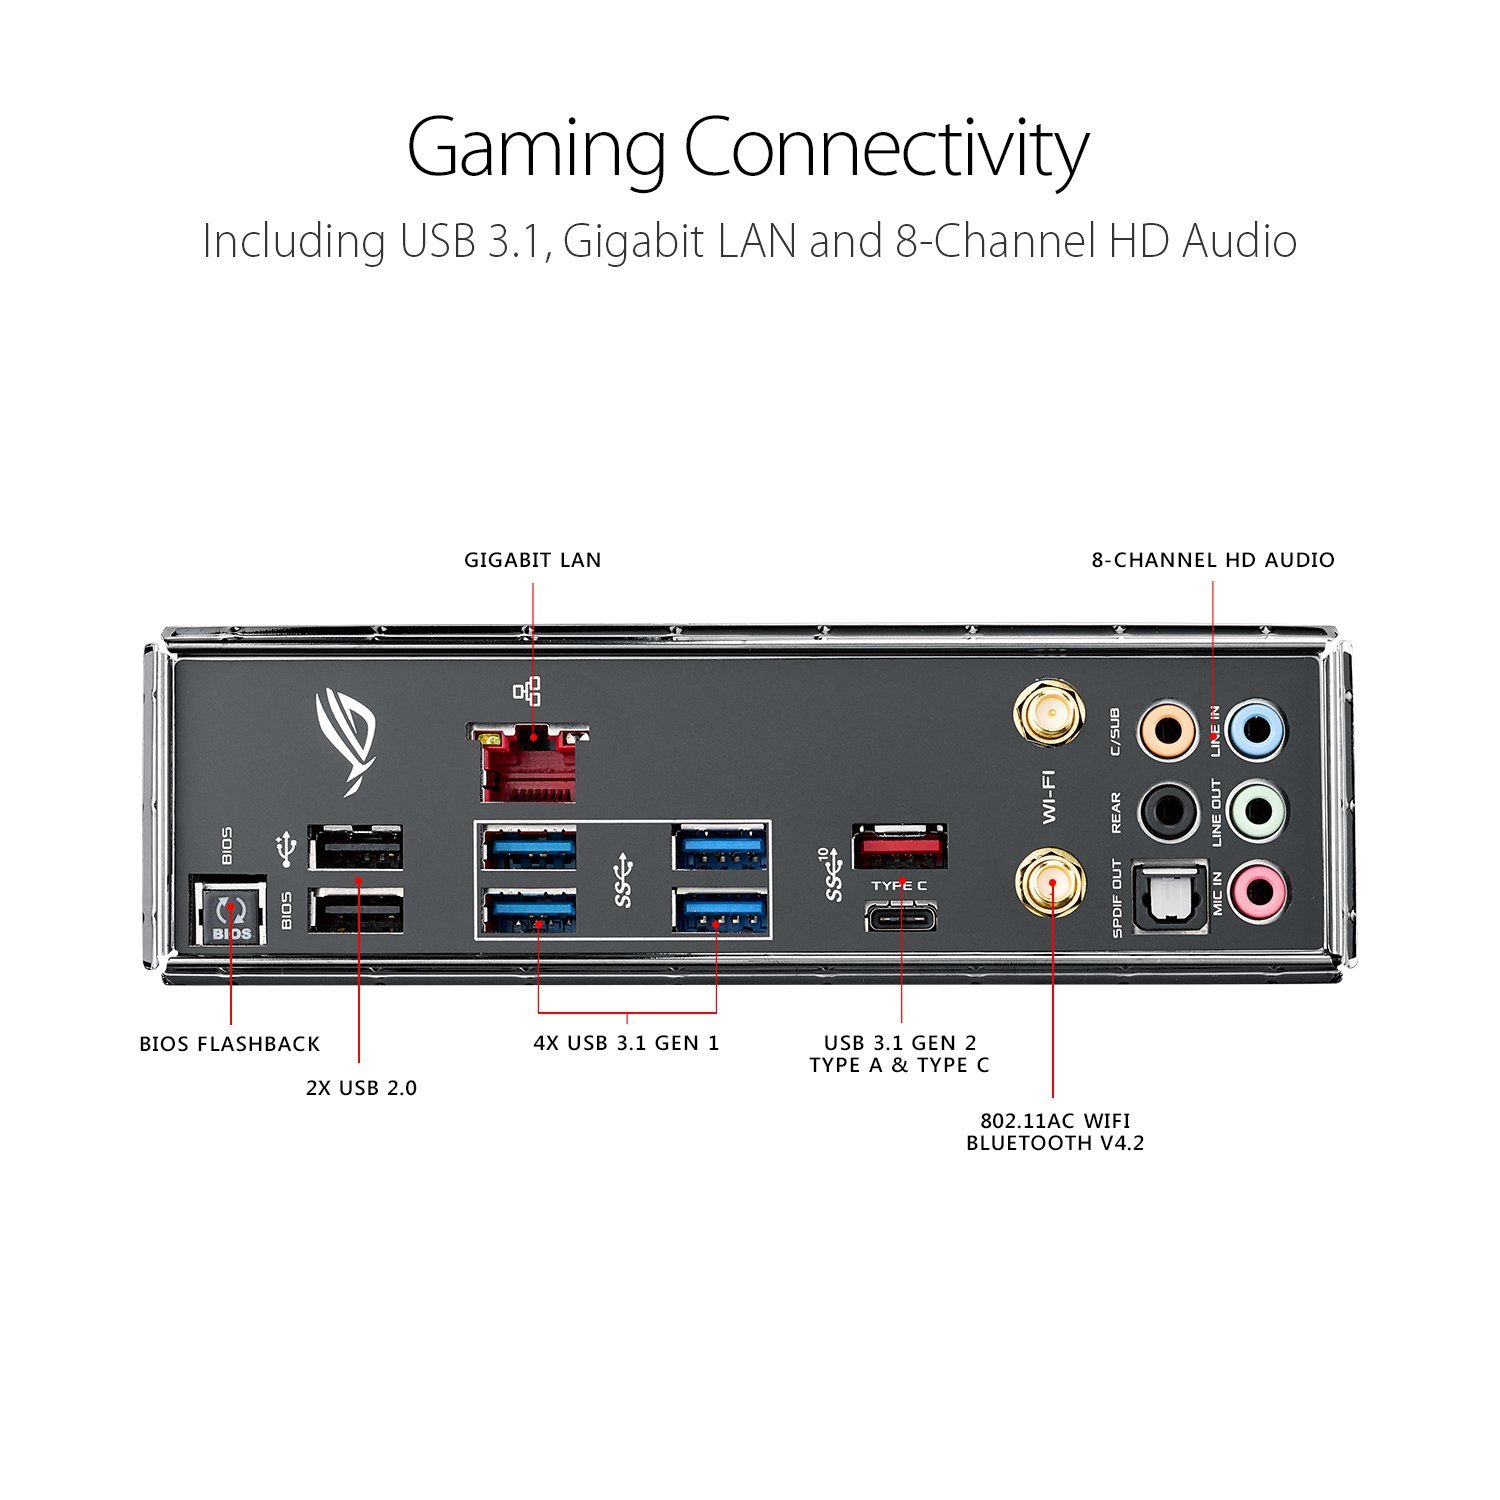 Gaming Connectivity
Including USB 3.1, Gigabit LAN and 8-Channel HD Audio
GIGABIT LAN
8-CHANNEL HD AUDIO
C/SUB
LINE IN
WI-FI
REAR
LINE OUT
BIOS
10
TYPE C
BIOS
SPDIF OUT
MIC IN
BIOS
BIOS FLASHBACK
2X USB 2.0
4X USB 3.1 GEN 1
USB 3.1 GEN 2
TYPE A & TYPE C
802.11AC WIFI
BLUETOOTH V4.2